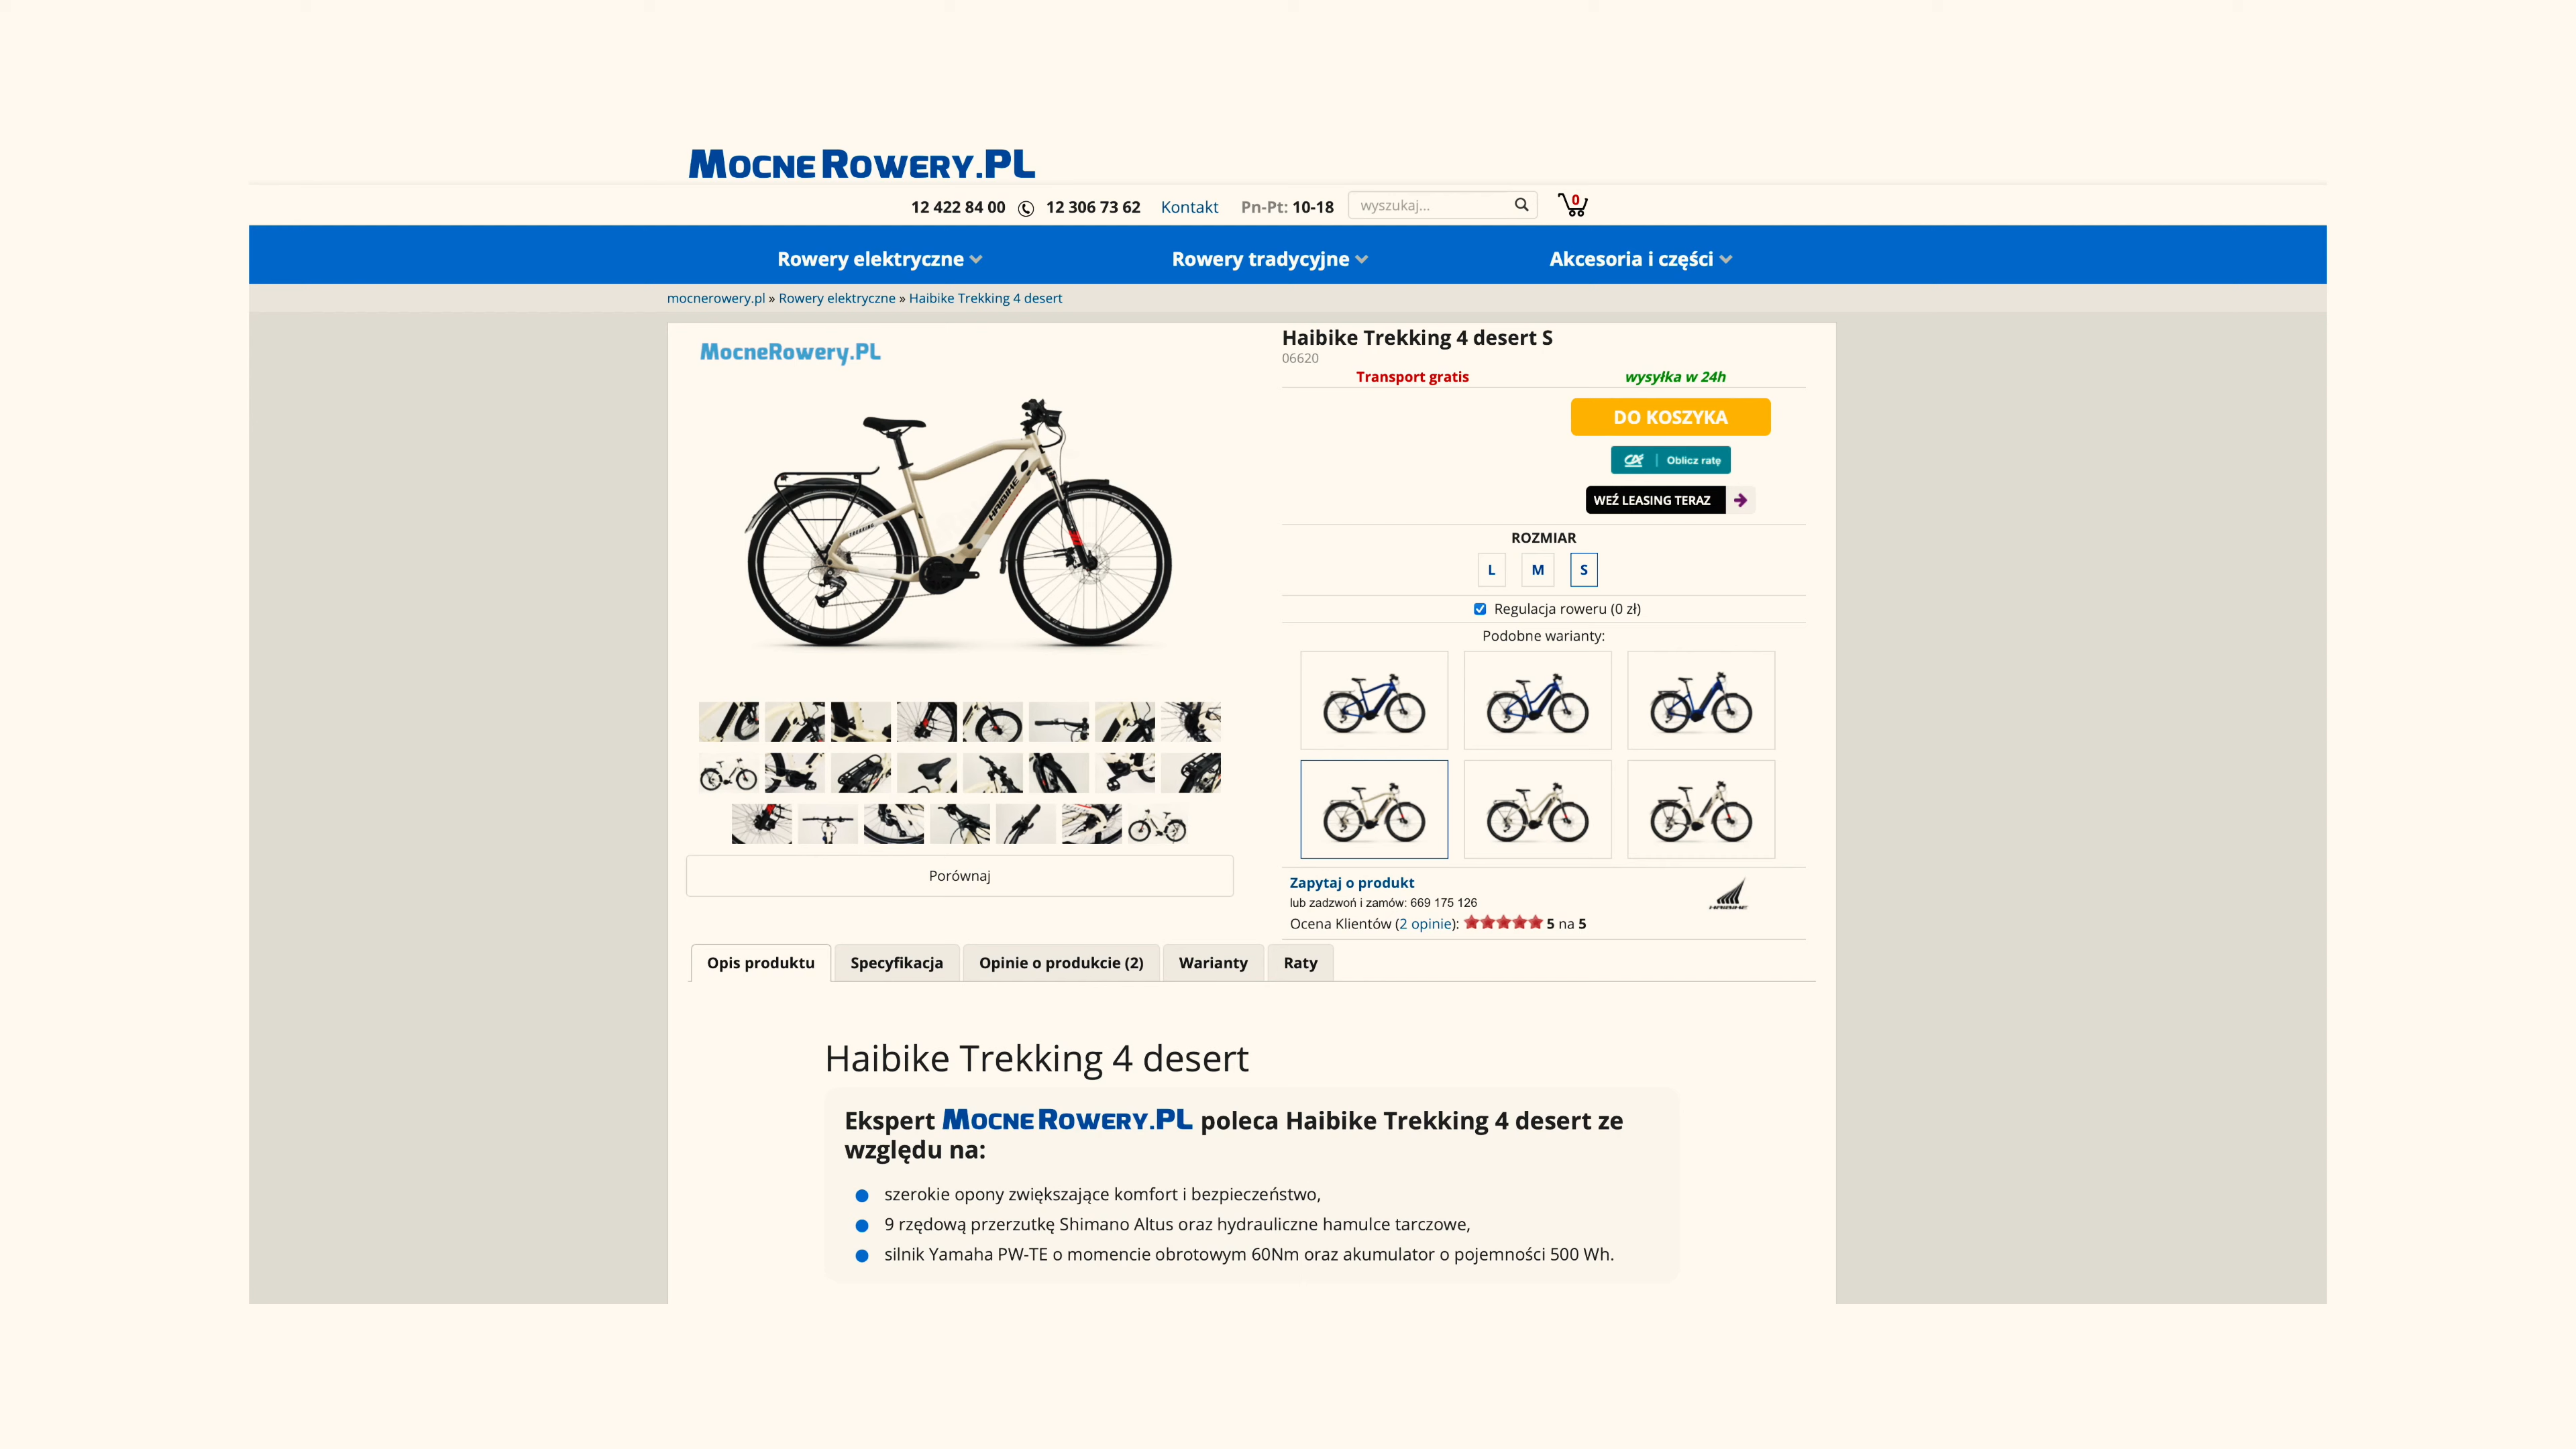 MOCNE ROWERY.PL
12 422 84 00 12 306 73 62 Kontakt Pn-Pt: 10-18 wyszukaj... 0
Rowery elektryczne Rowery tradycyjne Akcesoria i części
mocnerowery.pl » Rowery elektryczne » Haibike Trekking 4 desert
MocneRowery.PL
HAIBIKE
Haibike Trekking 4 desert S
06620
Transport gratis wysyłka w 24h
DO KOSZYKA
CA Oblicz ratę
WEŹ LEASING TERAZ
ROZMIAR
L M S
Regulacja roweru (0 zł)
Podobne warianty:
Porównaj
Zapytaj o produkt
lub zadzwoń i zamów: 669 175 126
HAIBIKE
Ocena Klientów (2 opinie): 5 na 5
Opis produktu Specyfikacja Opinie o produkcie (2) Warianty Raty
Haibike Trekking 4 desert
Ekspert MOCNE ROWERY.PL poleca Haibike Trekking 4 desert ze
względu na:
szerokie opony zwiększające komfort i bezpieczeństwo,
9 rzędową przerzutkę Shimano Altus oraz hydrauliczne hamulce tarczowe,
silnik Yamaha PW-TE o momencie obrotowym 60Nm oraz akumulator o pojemności 500 Wh.